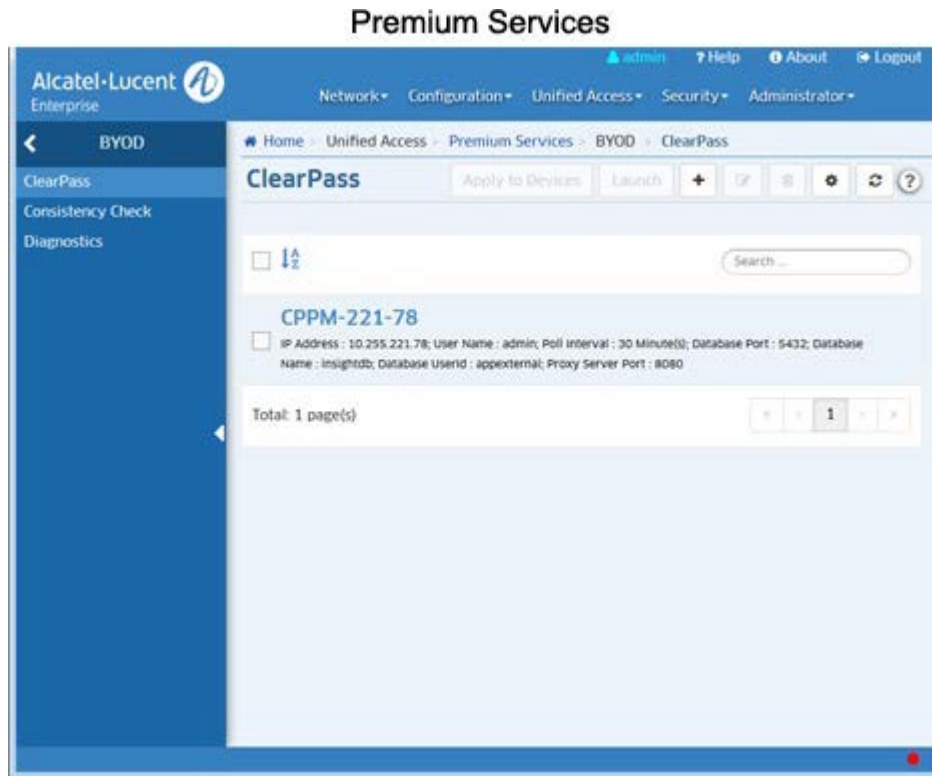 Premium Services
admin ? Help About Logout
Alcatel·Lucent
Enterprise
Network Configuration Unified Access Security Administrator
BYOD
Home Unified Access Premium Services BYOD ClearPass
ClearPass
Consistency Check
Diagnostics
ClearPass Apply to Devices Launch + ?
A
Z
Search ...
CPPM-221-78
IP Address : 10.255.221.78; User Name : admin; Poll Interval : 30 Minute(s); Database Port : 5432; Database
Name : insightdb; Database UserId : appexternal; Proxy Server Port : 8080
Total: 1 page(s) « ‹ 1 › »